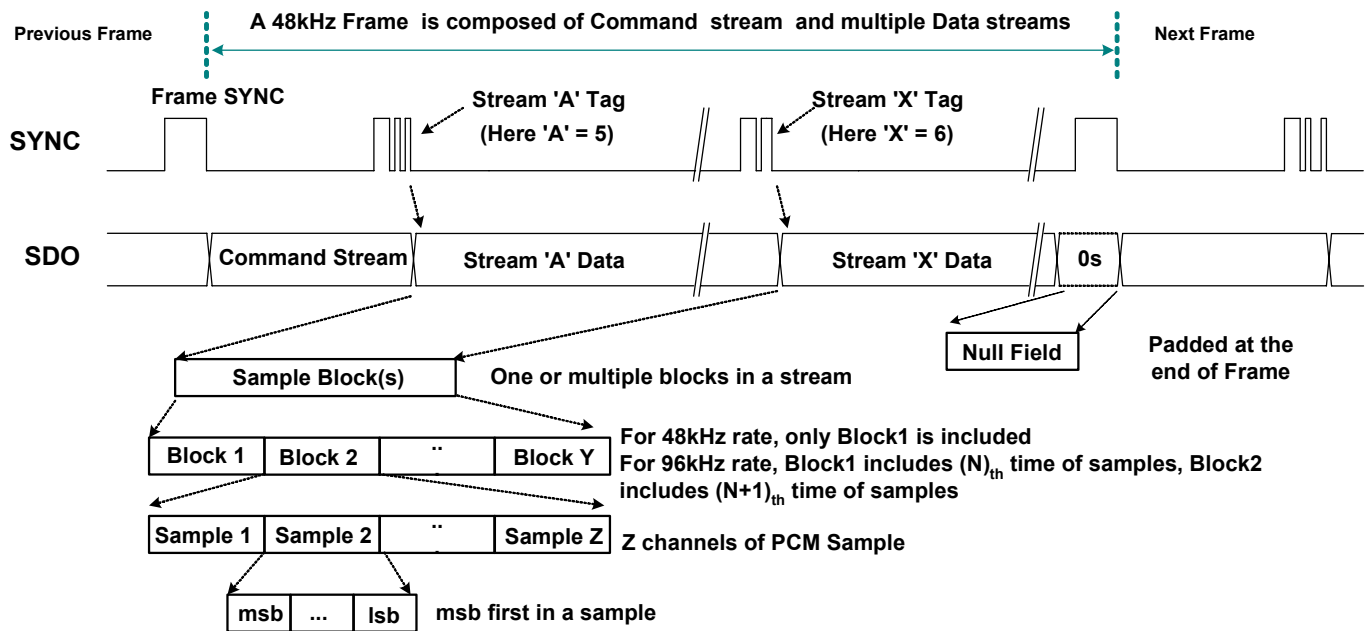 A 48kHz Frame is composed of Command stream and multiple Data streams
Previous Frame
Next Frame
Frame SYNC
Stream 'A' Tag
(Here 'A' = 5)
Stream 'X' Tag
(Here 'X' = 6)
SYNC
SDO
Command Stream
Stream 'A' Data
Stream 'X' Data
0s
Null Field
Padded at the
end of Frame
Sample Block(s)
One or multiple blocks in a stream
Block 1
Block 2
..
.
Block Y
For 48kHz rate, only Block1 is included
For 96kHz rate, Block1 includes (N)th time of samples, Block2
includes (N+1)th time of samples
Sample 1
Sample 2
..
.
Sample Z
Z channels of PCM Sample
msb
...
lsb
msb first in a sample